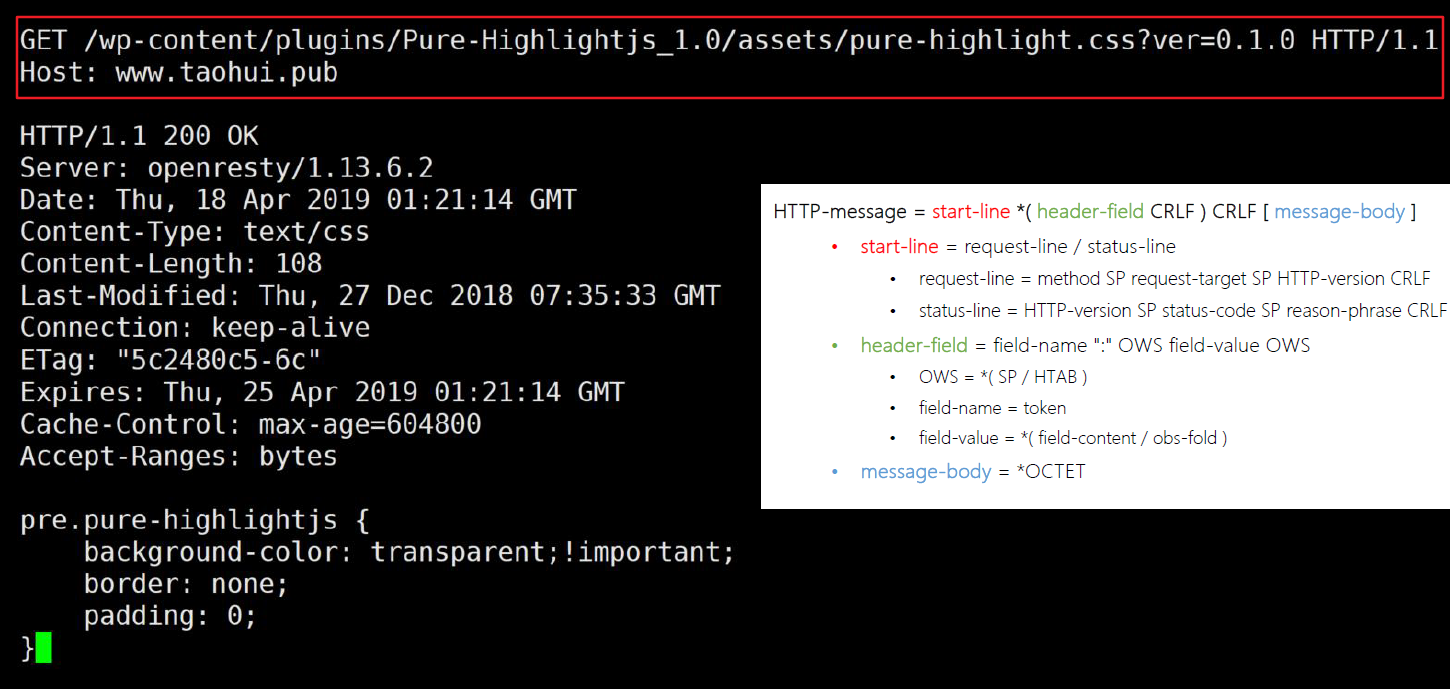 GET /wp-content/plugins/Pure-Highlightjs_1.0/assets/pure-highlight.css?ver=0.1.0 HTTP/1.1
Host: www.taohui.pub

HTTP/1.1 200 OK
Server: openresty/1.13.6.2
Date: Thu, 18 Apr 2019 01:21:14 GMT
Content-Type: text/css
Content-Length: 108
Last-Modified: Thu, 27 Dec 2018 07:35:33 GMT
Connection: keep-alive
ETag: "5c2480c5-6c"
Expires: Thu, 25 Apr 2019 01:21:14 GMT
Cache-Control: max-age=604800
Accept-Ranges: bytes

pre.pure-highlightjs {
    background-color: transparent;!important;
    border: none;
    padding: 0;
}

HTTP-message = start-line *( header-field CRLF ) CRLF [ message-body ]
• start-line = request-line / status-line
• request-line = method SP request-target SP HTTP-version CRLF
• status-line = HTTP-version SP status-code SP reason-phrase CRLF
• header-field = field-name ":" OWS field-value OWS
• OWS = *( SP / HTAB )
• field-name = token
• field-value = *( field-content / obs-fold )
• message-body = *OCTET